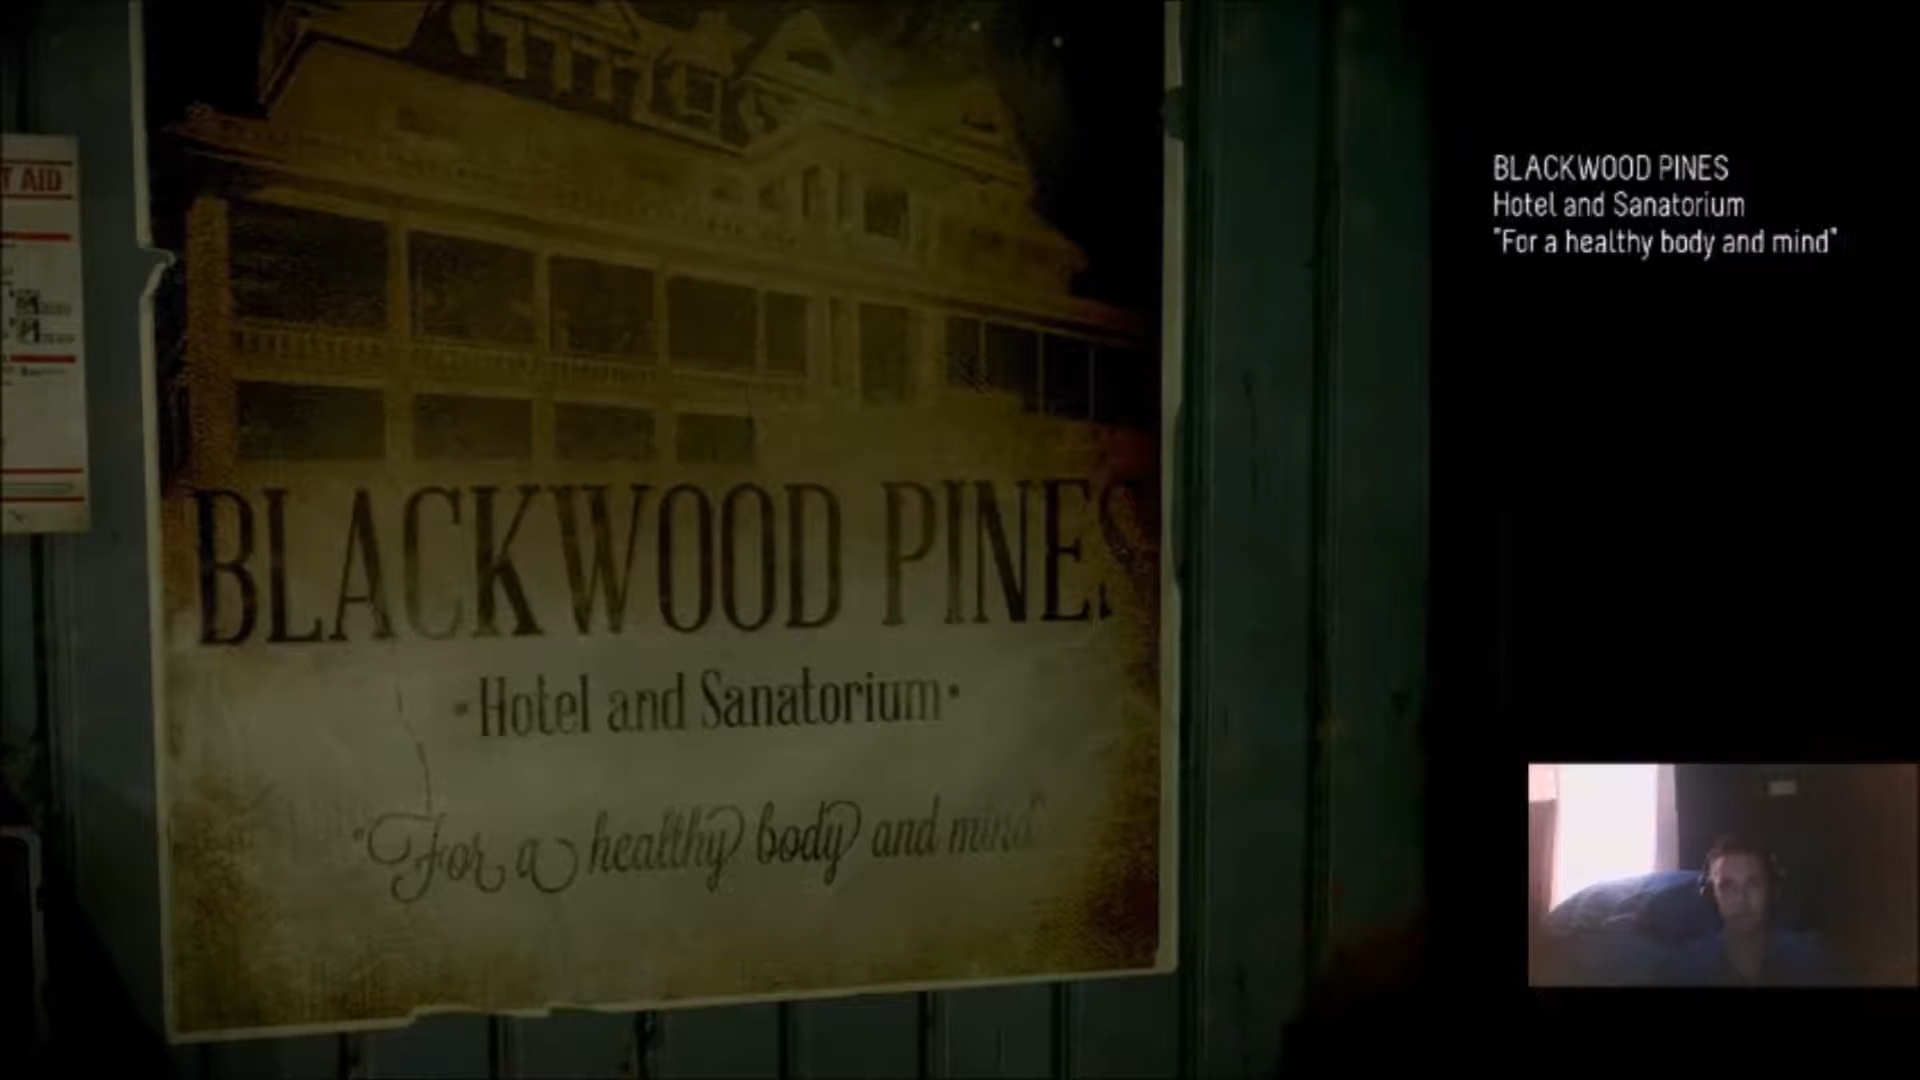 T AID
BLACKWOOD PINES
Hotel and Sanatorium
"For a healthy body and mind"
BLACKWOOD PINES
•Hotel and Sanatorium•
"For a healthy body and mind"